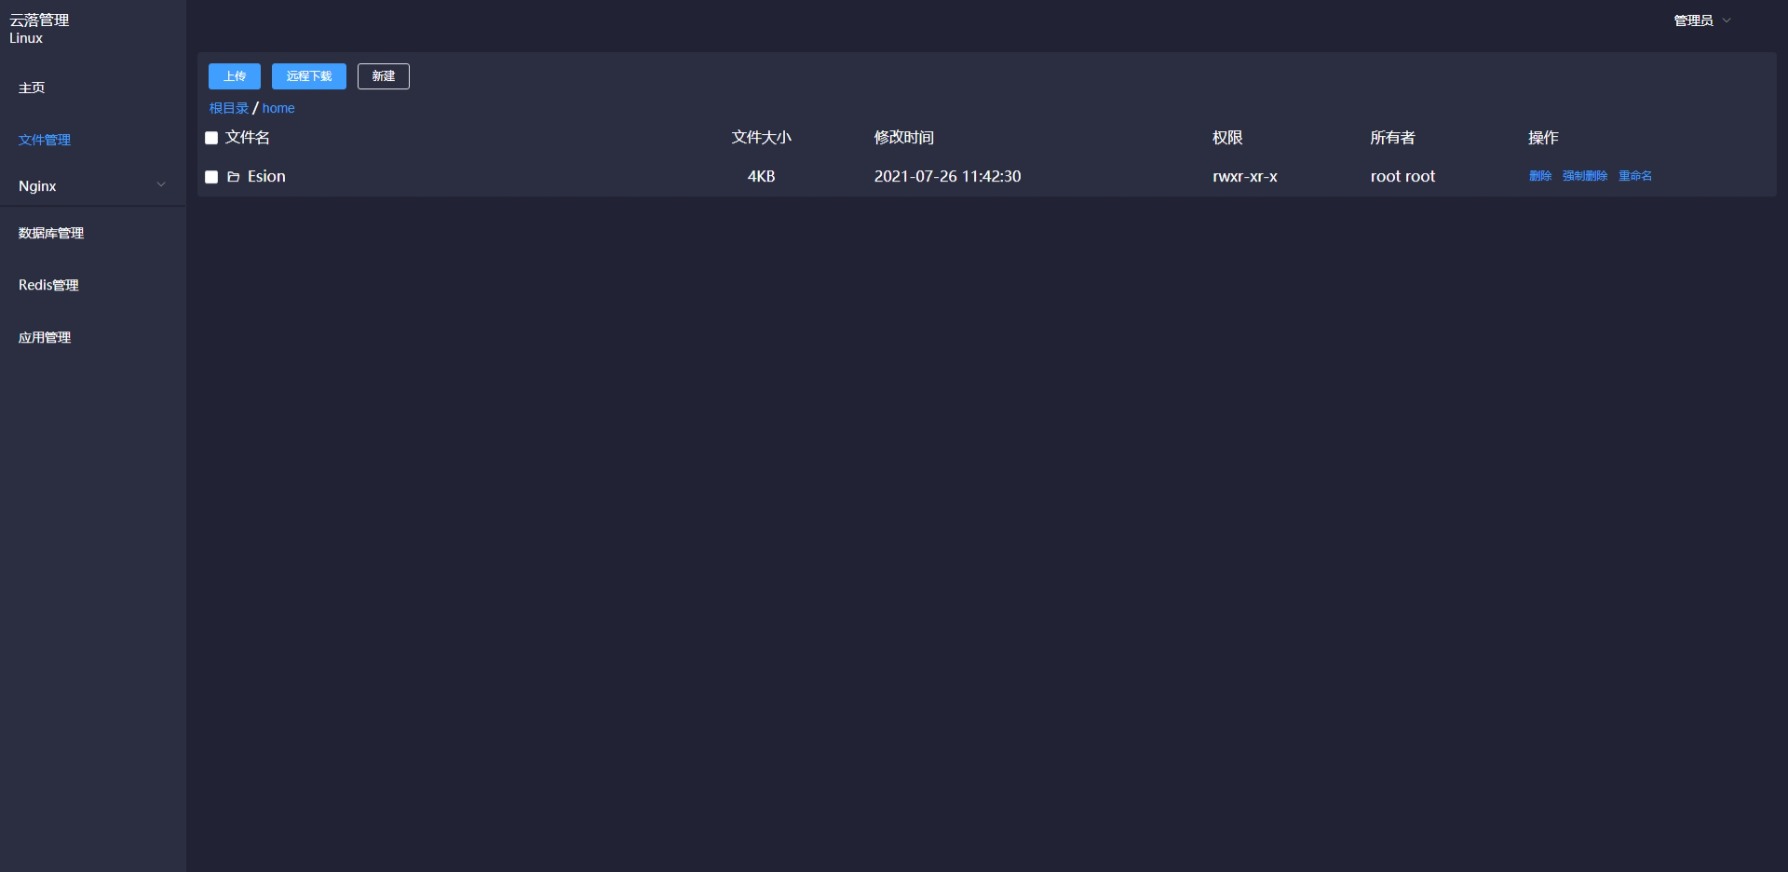 云落管理
Linux
管理员
主页
文件管理
Nginx
数据库管理
Redis管理
应用管理
上传 远程下载 新建
根目录 / home
文件名 文件大小 修改时间 权限 所有者 操作
Esion 4KB 2021-07-26 11:42:30 rwxr-xr-x root root 删除 强制删除 重命名